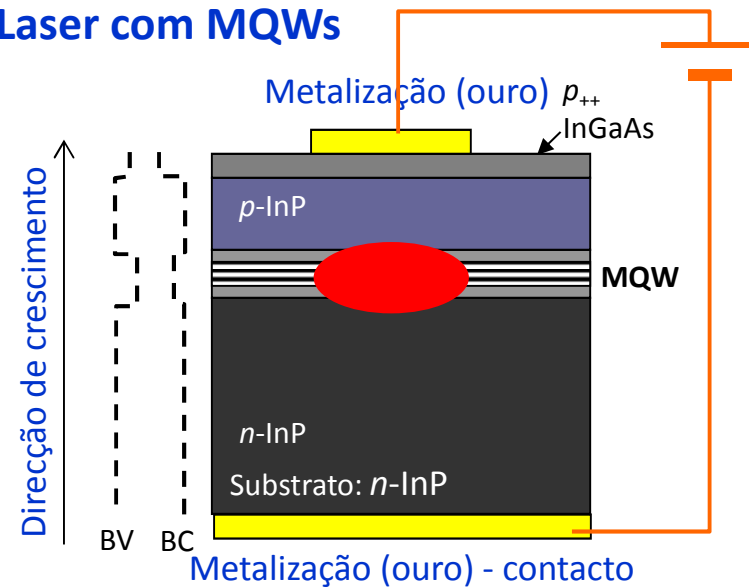 Laser com MQWs
Metalização (ouro) p++
InGaAs
p-InP
MQW
Direcção de crescimento
n-InP
Substrato: n-InP
BV BC
Metalização (ouro) - contacto